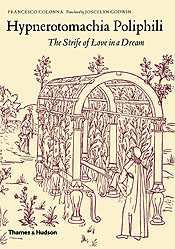 FRANCESCO COLONNA Translated by JOSCELYN GODWIN
Hypnerotomachia Poliphili
The Strife of Love in a Dream
Thames & Hudson